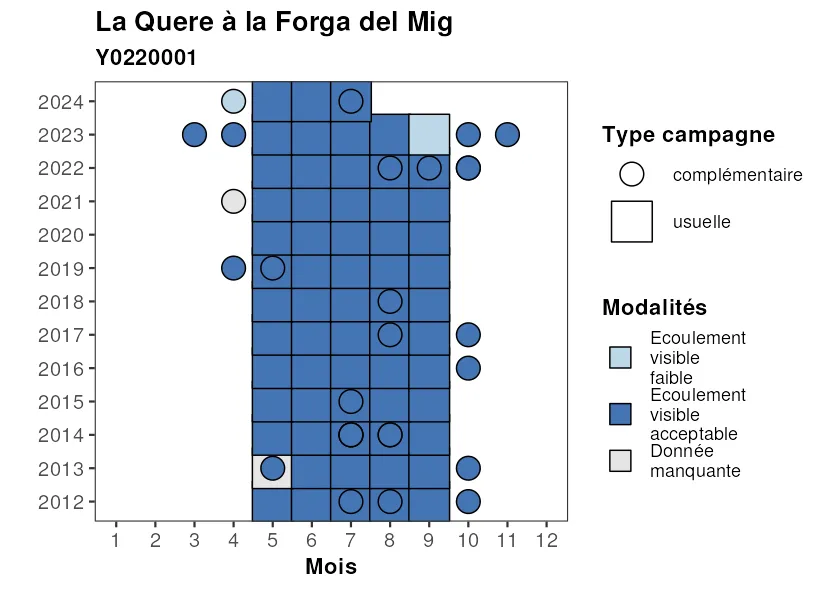 La Quere à la Forga del Mig
Y0220001
2024
2023
2022
2021
2020
2019
2018
2017
2016
2015
2014
2013
2012
1 2 3 4 5 6 7 8 9 10 11 12
Mois
Type campagne
complémentaire
usuelle
Modalités
Ecoulement
visible
faible
Ecoulement
visible
acceptable
Donnée
manquante